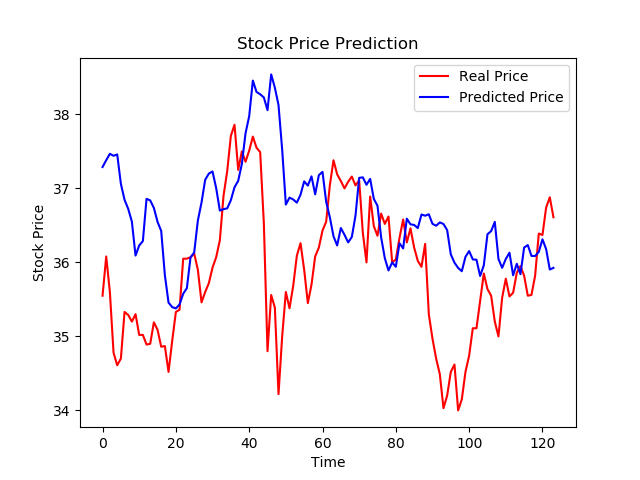 Stock Price Prediction
Real Price
Predicted Price
Stock Price
38
37
36
35
34
0 20 40 60 80 100 120
Time